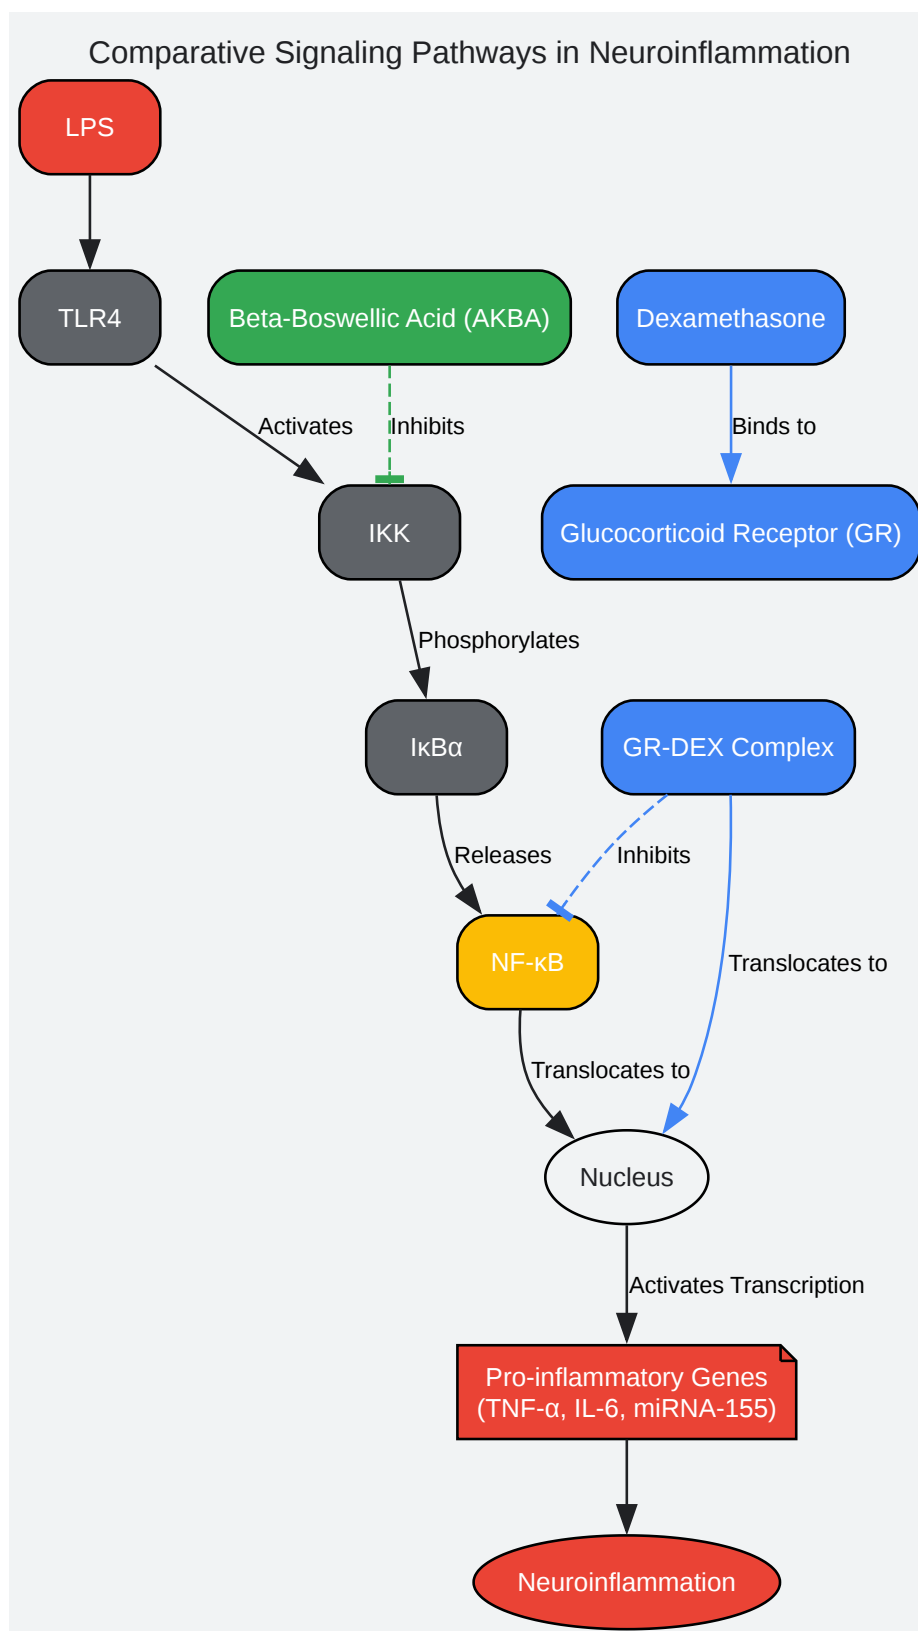 Comparative Signaling Pathways in Neuroinflammation
LPS
TLR4
Beta-Boswellic Acid (AKBA)
Dexamethasone
Activates
Inhibits
Binds to
IKK
Glucocorticoid Receptor (GR)
Phosphorylates
IκBα
GR-DEX Complex
Releases
Inhibits
NF-κB
Translocates to
Translocates to
Nucleus
Activates Transcription
Pro-inflammatory Genes
(TNF-α, IL-6, miRNA-155)
Neuroinflammation